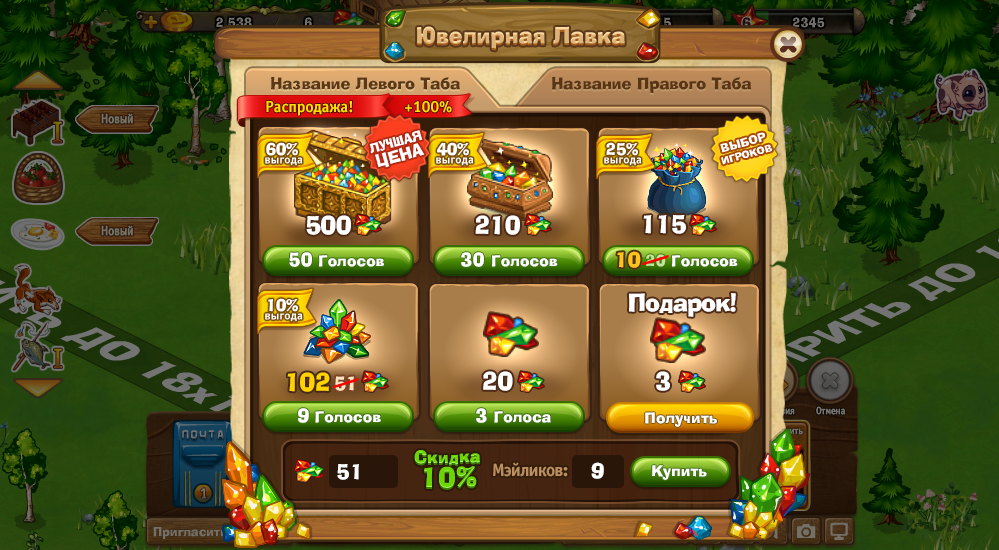 2 538
6
5
6
2345
Ювелирная Лавка
Название Левого Таба
Название Правого Таба
Распродажа!
+100%
Новый
Новый
60%
выгода
ЛУЧШАЯ
ЦЕНА
500
50 Голосов
40%
выгода
210
30 Голосов
25%
выгода
ВЫБОР
ИГРОКОВ
115
10 20 Голосов
10%
выгода
102 51
9 Голосов
20
3 Голоса
Подарок!
3
Получить
51
Скидка
10%
Мэйликов:
9
Купить
ДО 18x
РИТЬ ДО 1
ПОЧТА
1
Отмена
Пригласить
I
I